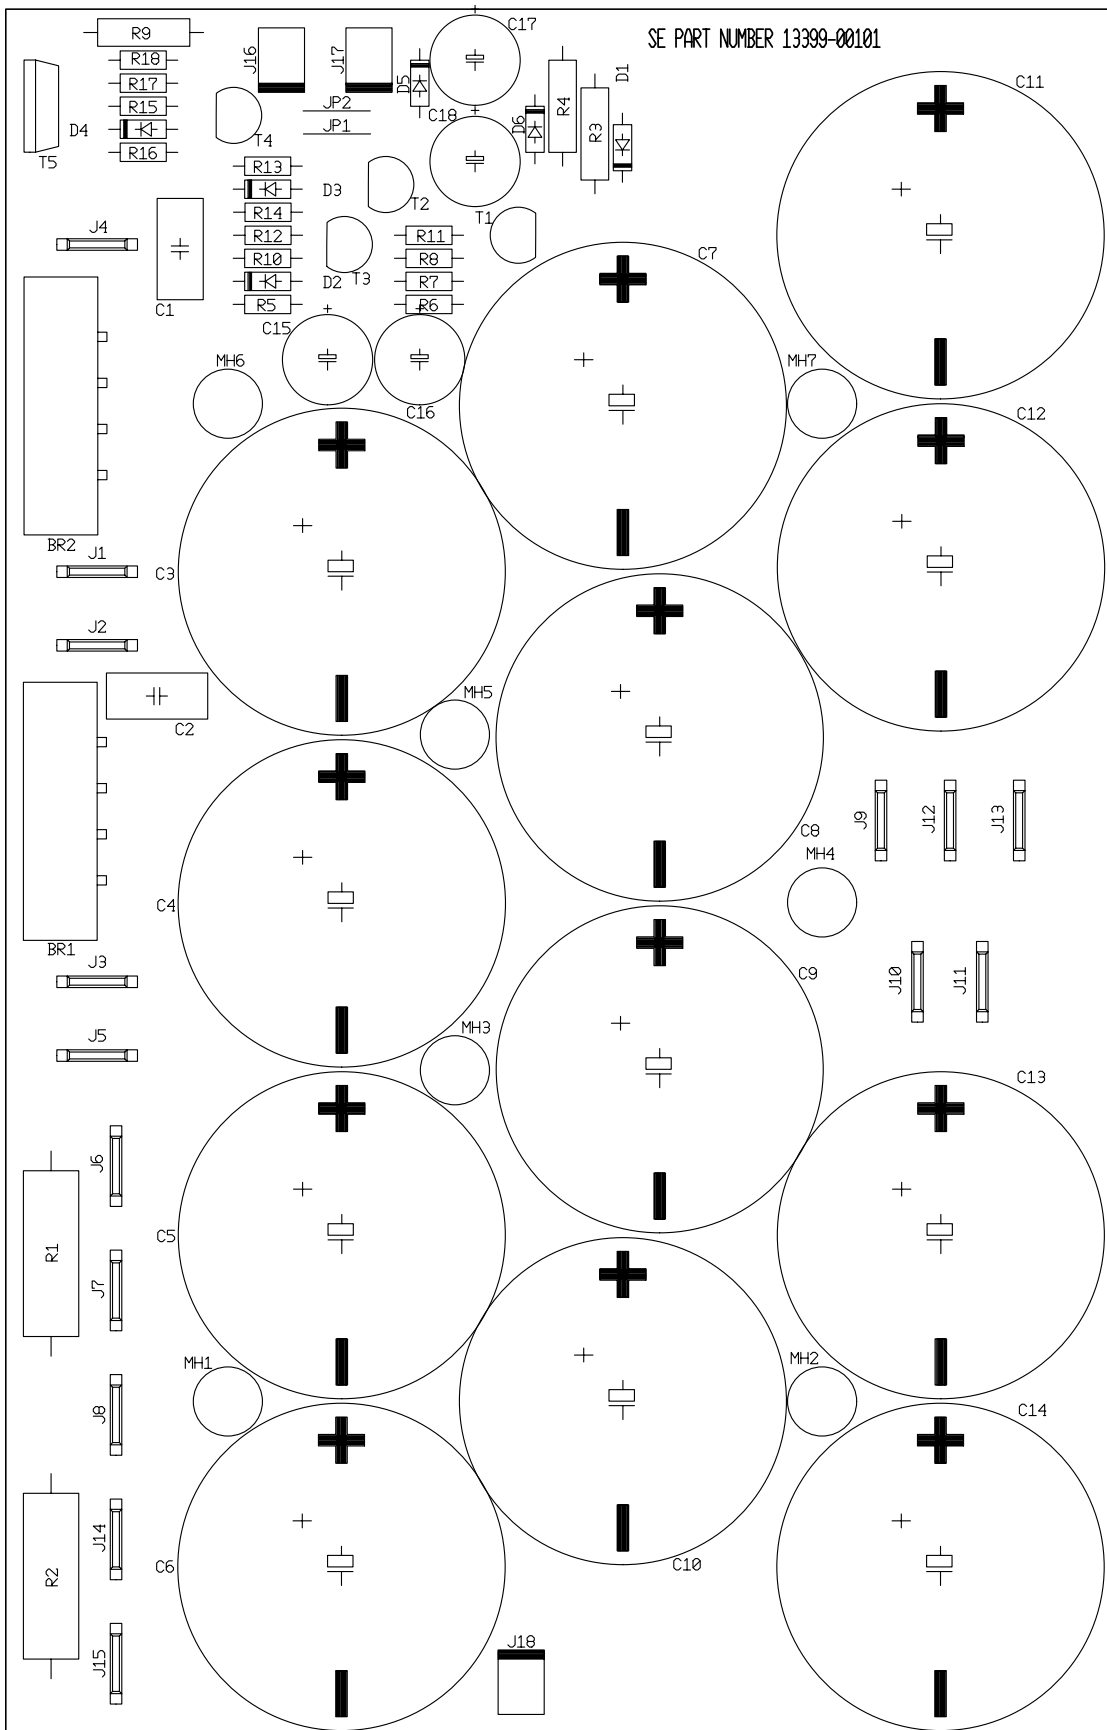 C17
R9
SE PART NUMBER 13399-00101
R18
J16
J17
R17
D5
D1
C11
R15
JP2
R4
D4
C18
D6
R3
JP1
T5
R16
T4
R13
D3
T2
R14
T1
J4
R12
R11
R10
R8
T3
C7
D2
R7
C1
R5
R6
C15
MH6
MH7
C16
C12
BR2
J1
C3
J2
MH5
C2
J9
J12
J13
C8
MH4
C4
BR1
J3
C9
J10
J11
MH3
J5
C13
J6
C5
R1
J7
MH1
MH2
J8
C14
J14
C6
C10
R2
J18
J15